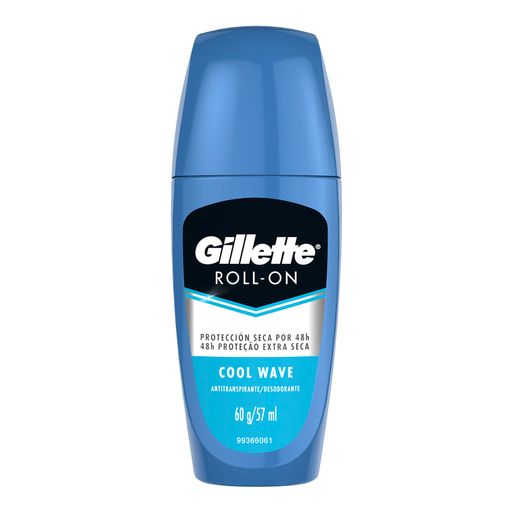 Gillette®
ROLL-ON
PROTECCIÓN SECA POR 48h
48h PROTEÇÃO EXTRA SECA
COOL WAVE
ANTITRANSPIRANTE/DESODORANTE
60 g/57 ml
99366061